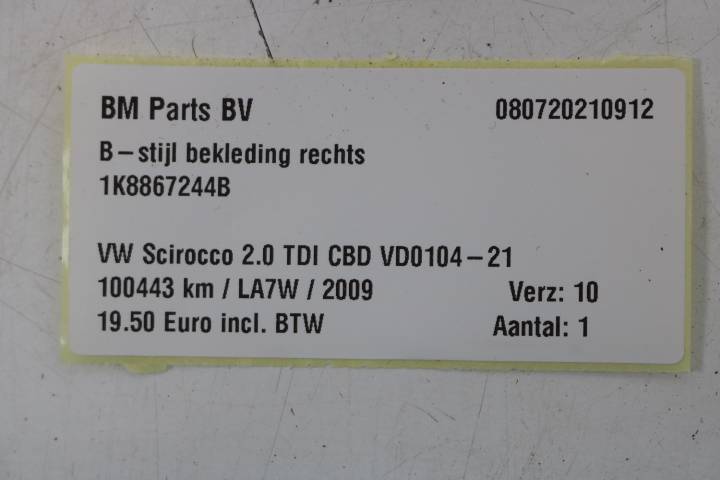 BM Parts BV 080720210912
B-stijl bekleding rechts
1K8867244B
VW Scirocco 2.0 TDI CBD VD0104-21
100443 km / LA7W / 2009 Verz: 10
19.50 Euro incl. BTW Aantal: 1